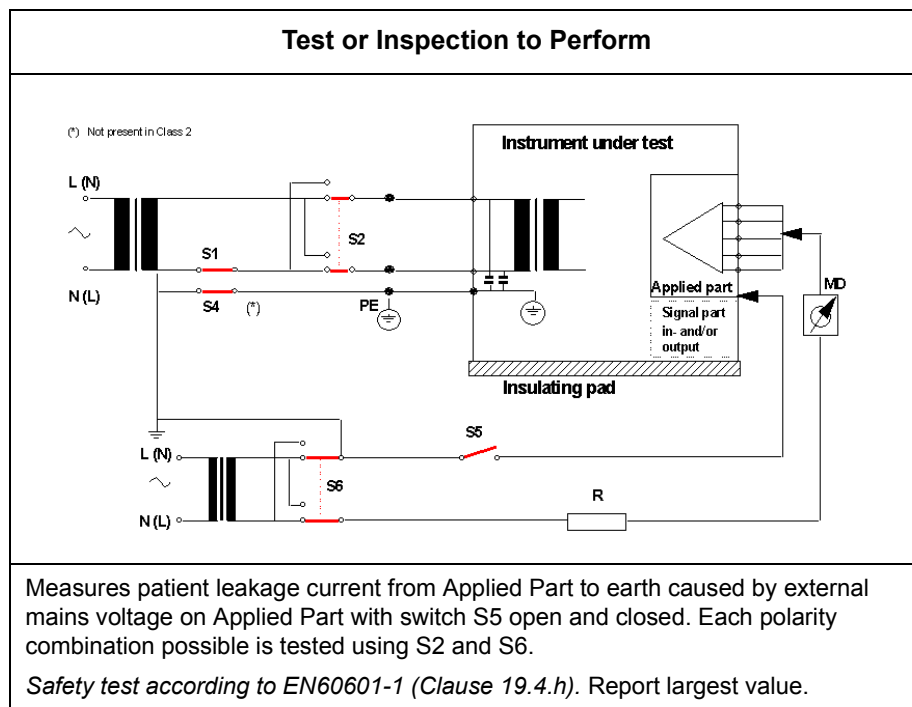 Test or Inspection to Perform
(*) Not present in Class 2
Instrument under test
L (N)
S2
S1
N (L)
S4
(*)
PE
Applied part
MD
Signal part
in- and/or
output
Insulating pad
S5
L (N)
S6
R
N (L)
Measures patient leakage current from Applied Part to earth caused by external
mains voltage on Applied Part with switch S5 open and closed. Each polarity
combination possible is tested using S2 and S6.
Safety test according to EN60601-1 (Clause 19.4.h). Report largest value.